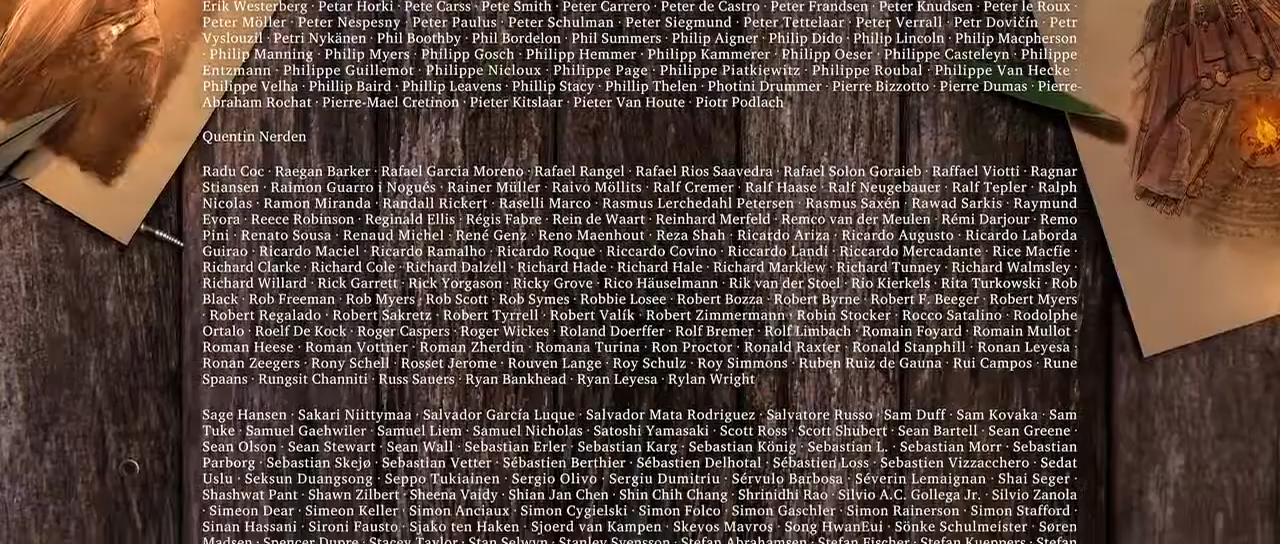 Erik Westerberg · Petar Horki · Pete Carss · Pete Smith · Peter Carrero · Peter de Castro · Peter Frandsen · Peter Knudsen · Peter le Roux ·
Peter Möller · Peter Nespesny · Peter Paulus · Peter Schulman · Peter Siegmund · Peter Tettelaar · Peter Verrall · Petr Dovičín · Petr
Vyslouzil · Petri Nykänen · Phil Boothby · Phil Bordelon · Phil Summers · Philip Aigner · Philip Dido · Philip Lincoln · Philip Macpherson
· Philip Manning · Philip Myers · Philipp Gosch · Philipp Hemmer · Philipp Kammerer · Philipp Oeser · Philippe Casteleyn · Philippe
Entzmann · Philippe Guillemot · Philippe Nicloux · Philippe Page · Philippe Piatkiewitz · Philippe Roubal · Philippe Van Hecke ·
Philippe Velha · Phillip Baird · Phillip Leavens · Phillip Stacy · Phillip Thelen · Photini Drummer · Pierre Bizzotto · Pierre Dumas · Pierre-
Abraham Rochat · Pierre-Mael Cretinon · Pieter Kitslaar · Pieter Van Houte · Piotr Podlach
Quentin Nerden
Radu Coc · Raegan Barker · Rafael García Moreno · Rafael Rangel · Rafael Rios Saavedra · Rafael Solon Goraieb · Raffael Viotti · Ragnar
Stiansen · Raimon Guarro i Nogués · Rainer Müller · Raivo Möllits · Ralf Cremer · Ralf Haase · Ralf Neugebauer · Ralf Tepler · Ralph
Nicolas · Ramon Miranda · Randall Rickert · Raselli Marco · Rasmus Lerchedahl Petersen · Rasmus Saxén · Rawad Sarkis · Raymund
Evora · Reece Robinson · Reginald Ellis · Régis Fabre · Rein de Waart · Reinhard Merfeld · Remco van der Meulen · Rémi Darjour · Remo
Pini · Renato Sousa · Renaud Michel · René Genz · Reno Maenhout · Reza Shah · Ricardo Ariza · Ricardo Augusto · Ricardo Laborda
Guirao · Ricardo Maciel · Ricardo Ramalho · Ricardo Roque · Riccardo Covino · Riccardo Landi · Riccardo Mercadante · Rice Macfie ·
Richard Clarke · Richard Cole · Richard Dalzell · Richard Hade · Richard Hale · Richard Marklew · Richard Tunney · Richard Walmsley ·
Richard Willard · Rick Garrett · Rick Yorgason · Ricky Grove · Rico Häuselmann · Rik van der Stoel · Rio Kierkels · Rita Turkowski · Rob
Black · Rob Freeman · Rob Myers · Rob Scott · Rob Symes · Robbie Losee · Robert Bozza · Robert Byrne · Robert F. Beeger · Robert Myers
· Robert Regalado · Robert Sakretz · Robert Tyrrell · Robert Valík · Robert Zimmermann · Robin Stocker · Rocco Satalino · Rodolphe
Ortalo · Roelf De Kock · Roger Caspers · Roger Wickes · Roland Doerffer · Rolf Bremer · Rolf Limbach · Romain Foyard · Romain Mullot ·
Roman Heese · Roman Vottner · Roman Zherdin · Romana Turina · Ron Proctor · Ronald Raxter · Ronald Stanphill · Ronan Leyesa ·
Ronan Zeegers · Rony Schell · Rosset Jerome · Rouven Lange · Roy Schulz · Roy Simmons · Ruben Ruiz de Gauna · Rui Campos · Rune
Spaans · Rungsit Channiti · Russ Sauers · Ryan Bankhead · Ryan Leyesa · Rylan Wright
Sage Hansen · Sakari Niittymaa · Salvador García Luque · Salvador Mata Rodriguez · Salvatore Russo · Sam Duff · Sam Kovaka · Sam
Tuke · Samuel Gaehwiler · Samuel Liem · Samuel Nicholas · Satoshi Yamasaki · Scott Ross · Scott Shubert · Sean Bartell · Sean Greene ·
Sean Olson · Sean Stewart · Sean Wall · Sebastian Erler · Sebastian Karg · Sebastian König · Sebastian L. · Sebastian Morr · Sebastian
Parborg · Sebastian Skejø · Sebastian Vetter · Sébastien Berthier · Sébastien Delhotal · Sébastien Loss · Sebastien Vizzacchero · Sedat
Uslu · Seksun Duangsong · Seppo Tukiainen · Sergio Olivo · Sergiu Dumitriu · Sérvulo Barbosa · Séverin Lemaignan · Shai Seger ·
Shashwat Pant · Shawn Zilbert · Sheena Vaidy · Shian Jan Chen · Shin Chih Chang · Shrinidhi Rao · Silvio A.C. Gollega Jr. · Silvio Zanola
· Simeon Dear · Simeon Keller · Simon Anciaux · Simon Cygielski · Simon Folco · Simon Gaschler · Simon Rainerson · Simon Stafford ·
Sinan Hassani · Sironi Fausto · Sjako ten Haken · Sjoerd van Kampen · Skevos Mavros · Song HwanEui · Sönke Schulmeister · Søren
Madsen · Spencer Dupre · Stacey Taylor · Stan Selwyn · Stanley Svensson · Stefan Abrahamsen · Stefan Fischer · Stefan Kueppers · Stefan